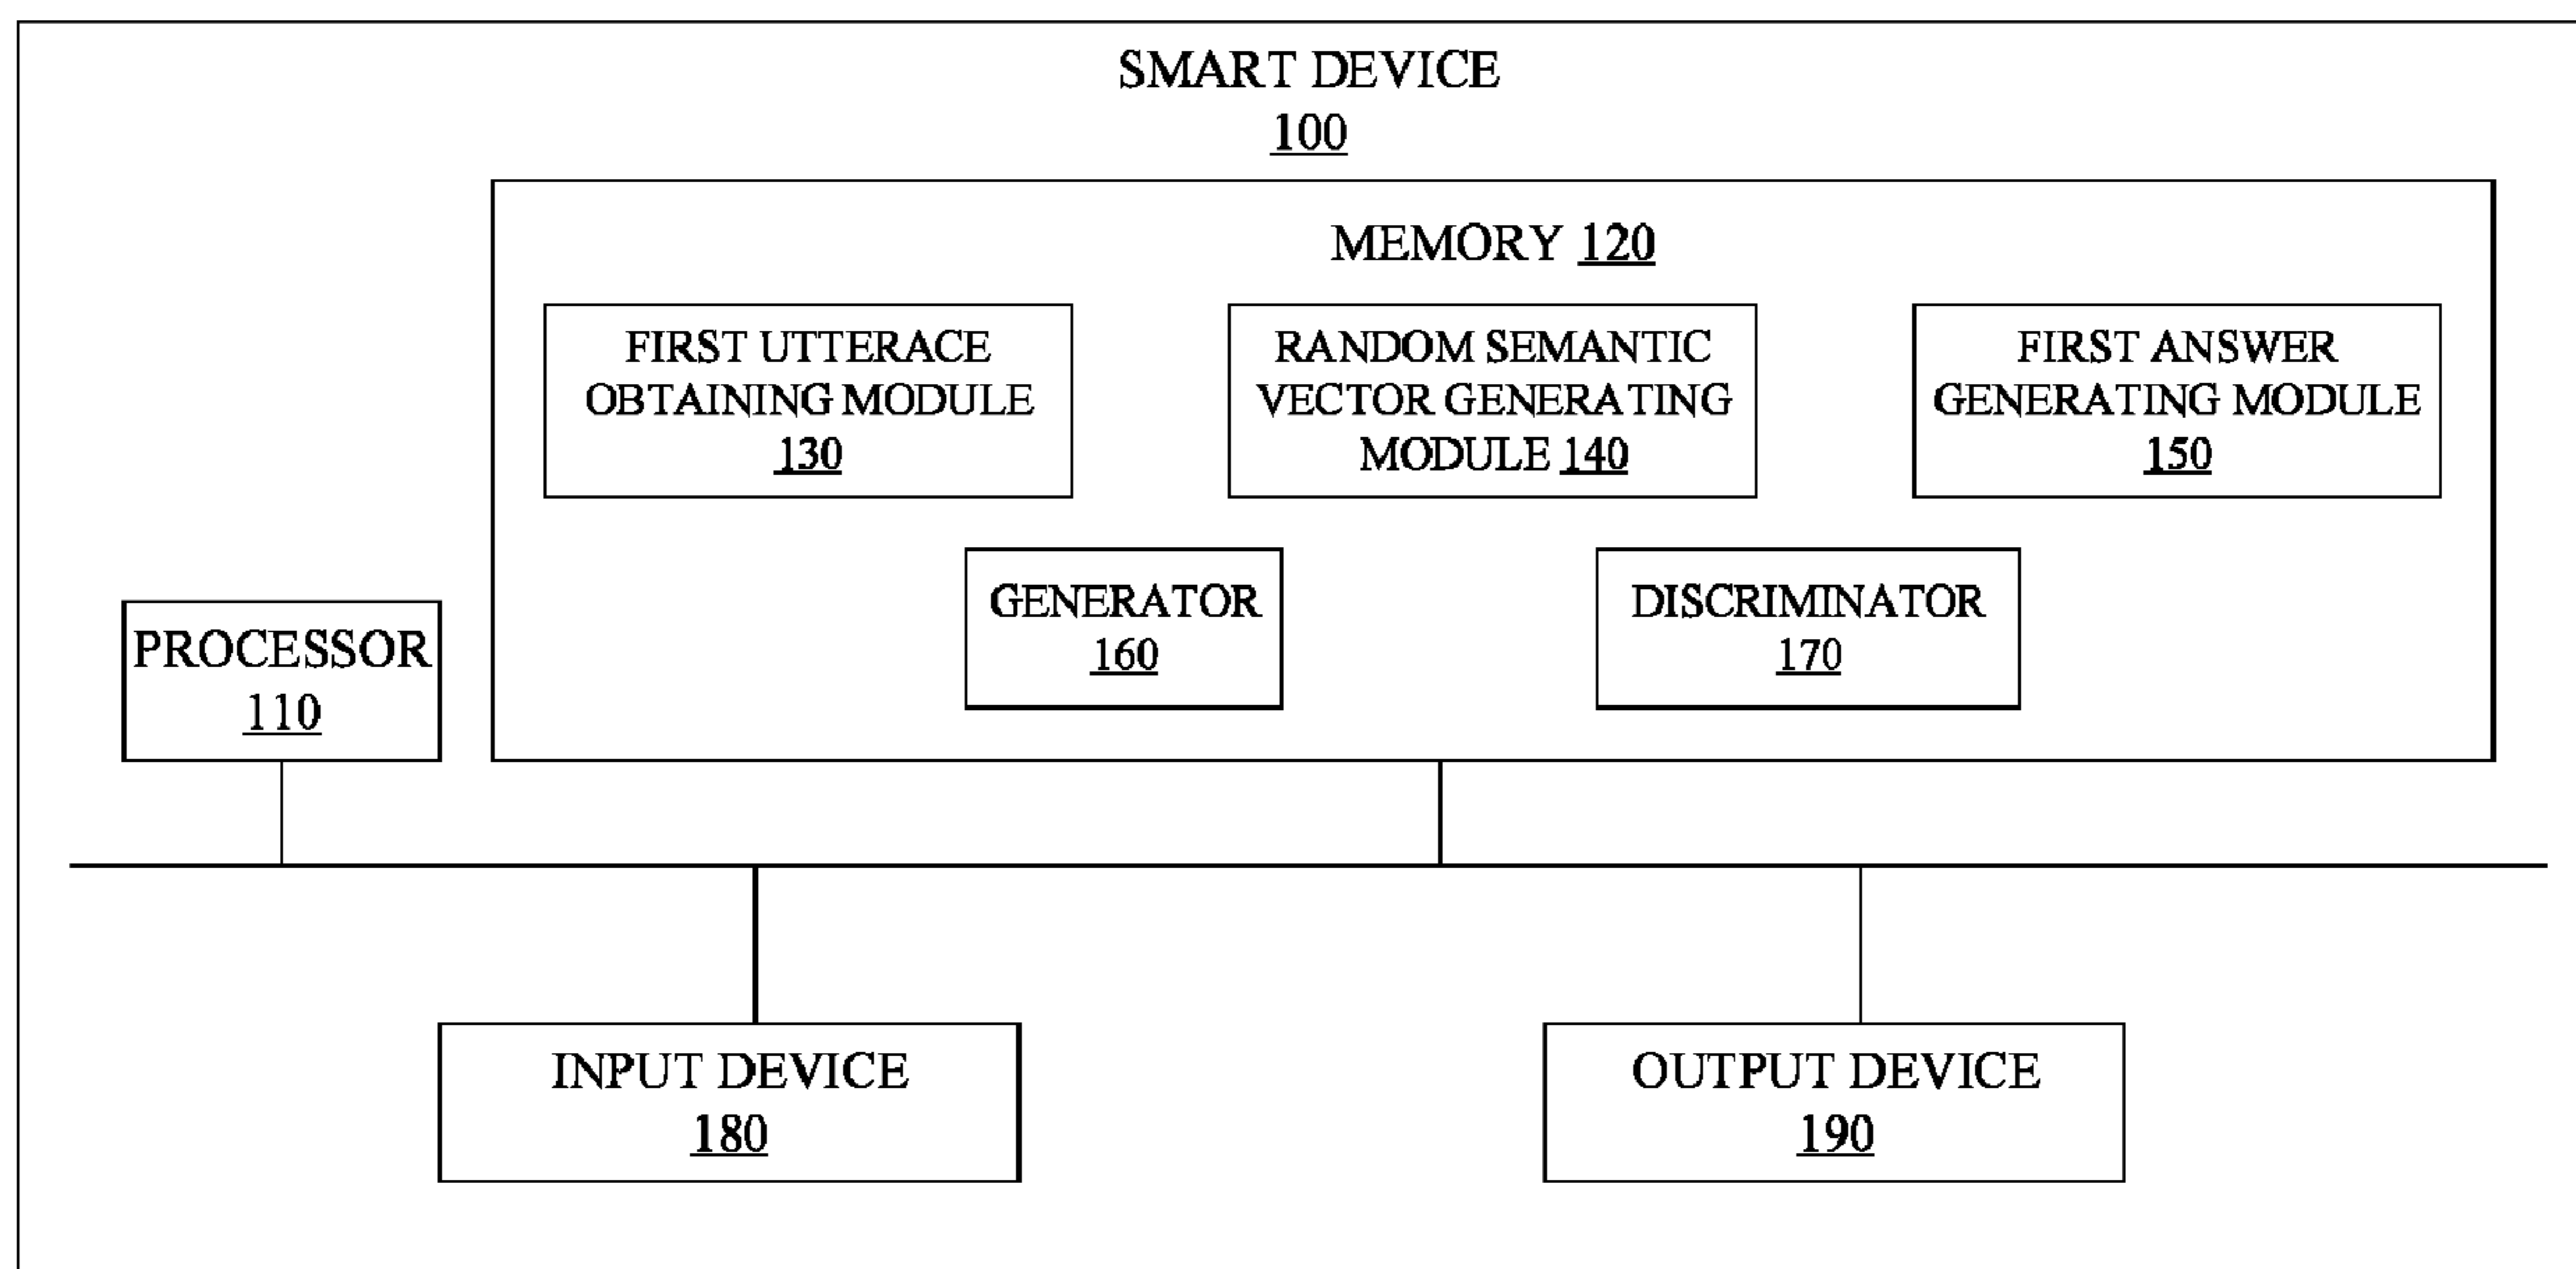 SMART DEVICE
100
MEMORY 120
FIRST UTTERACE
OBTAINING MODULE
130
RANDOM SEMANTIC
VECTOR GENERATING
MODULE 140
FIRST ANSWER
GENERATING MODULE
150
GENERATOR
160
DISCRIMINATOR
170
PROCESSOR
110
INPUT DEVICE
180
OUTPUT DEVICE
190